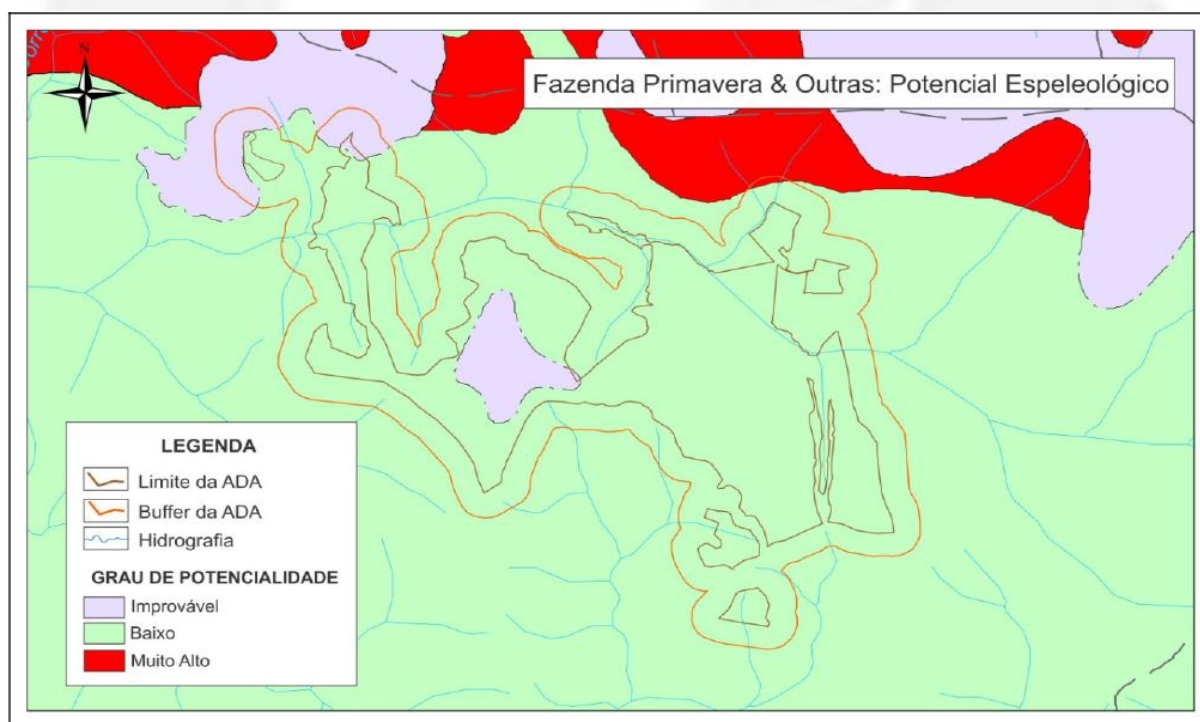 N
Fazenda Primavera & Outras: Potencial Espeleológico
LEGENDA
Limite da ADA
Buffer da ADA
Hidrografia
GRAU DE POTENCIALIDADE
Improvável
Baixo
Muito Alto